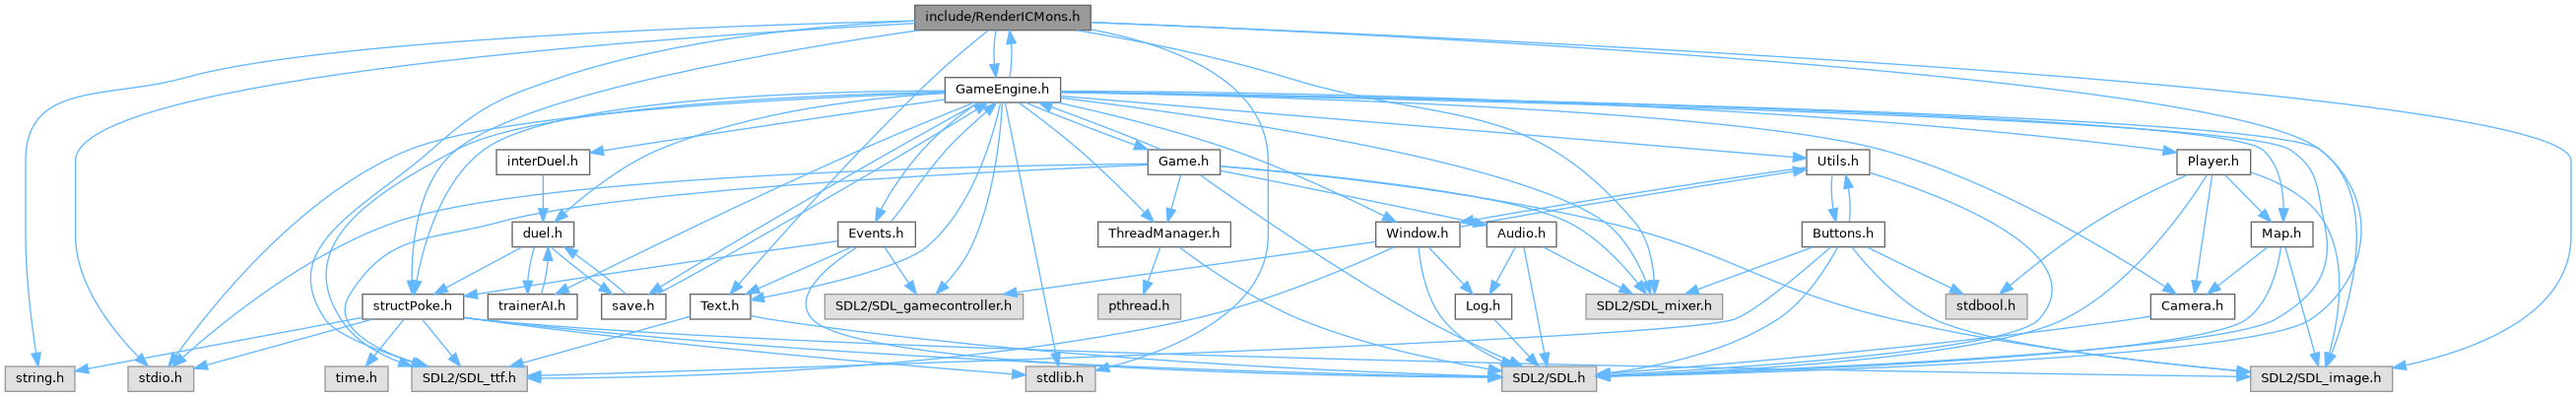 include/RenderICMons.h
GameEngine.h
interDuel.h
Game.h
Utils.h
Player.h
duel.h
Events.h
ThreadManager.h
Window.h
Audio.h
Buttons.h
Map.h
structPoke.h
trainerAI.h
save.h
Text.h
SDL2/SDL_gamecontroller.h
pthread.h
Log.h
SDL2/SDL_mixer.h
stdbool.h
Camera.h
string.h
stdio.h
time.h
SDL2/SDL_ttf.h
stdlib.h
SDL2/SDL.h
SDL2/SDL_image.h